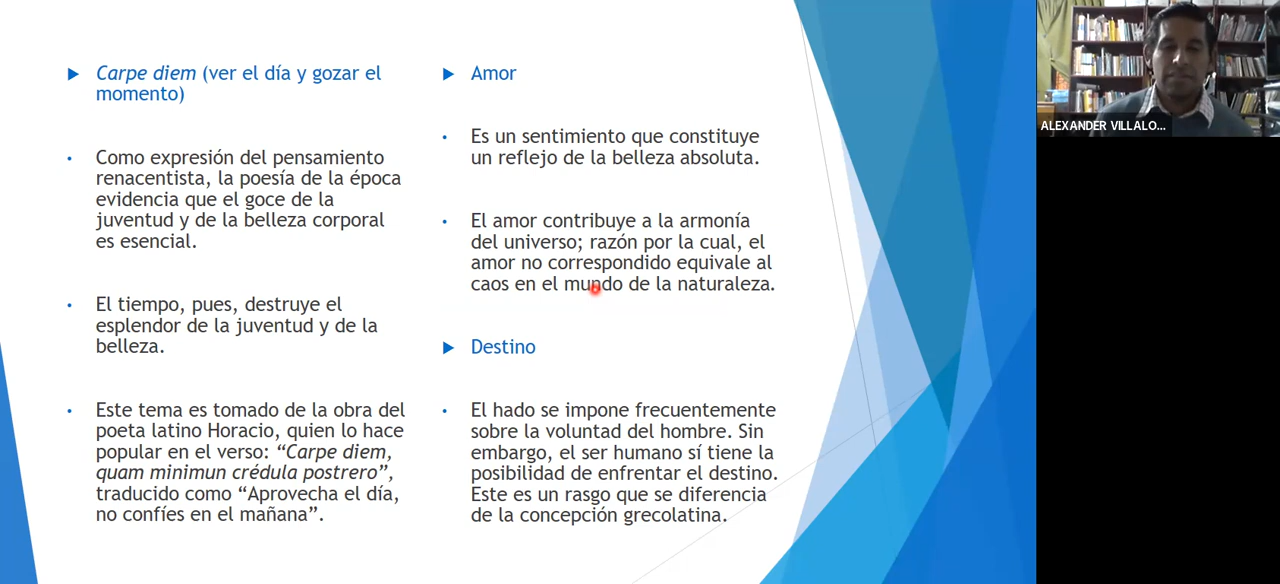 Carpe diem (ver el día y gozar el
momento)
Como expresión del pensamiento
renacentista, la poesía de la época
evidencia que el goce de la
juventud y de la belleza corporal
es esencial.
El tiempo, pues, destruye el
esplendor de la juventud y de la
belleza.
Este tema es tomado de la obra del
poeta latino Horacio, quien lo hace
popular en el verso: “Carpe diem,
quam minimun crédula postrero”,
traducido como “Aprovecha el día,
no confíes en el mañana”.
Amor
Es un sentimiento que constituye
un reflejo de la belleza absoluta.
El amor contribuye a la armonía
del universo; razón por la cual, el
amor no correspondido equivale al
caos en el mundo de la naturaleza.
Destino
El hado se impone frecuentemente
sobre la voluntad del hombre. Sin
embargo, el ser humano sí tiene la
posibilidad de enfrentar el destino.
Este es un rasgo que se diferencia
de la concepción grecolatina.
ALEXANDER VILLALO...